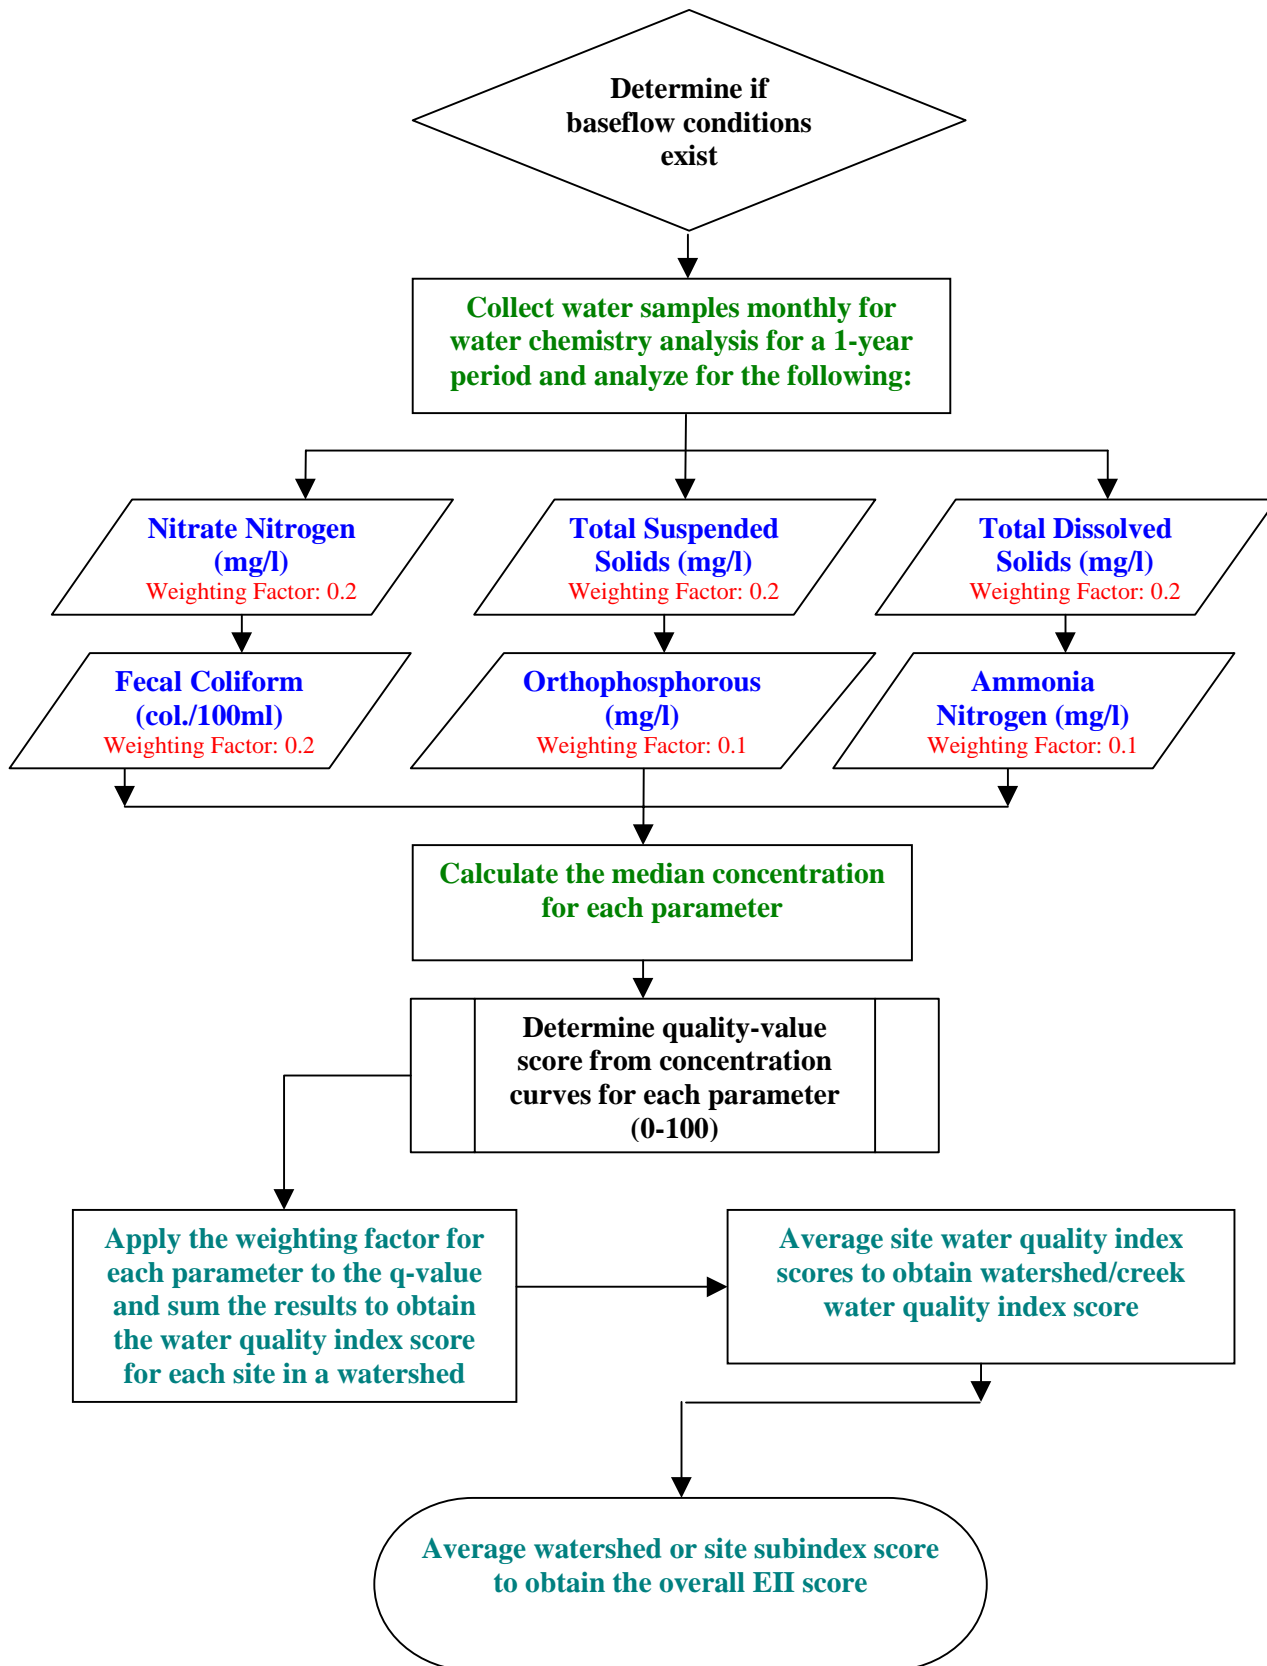 Determine if
baseflow conditions
exist
Collect water samples monthly for
water chemistry analysis for a 1-year
period and analyze for the following:
Nitrate Nitrogen
(mg/l)
Weighting Factor: 0.2
Total Suspended
Solids (mg/l)
Weighting Factor: 0.2
Total Dissolved
Solids (mg/l)
Weighting Factor: 0.2
Fecal Coliform
(col./100ml)
Weighting Factor: 0.2
Orthophosphorous
(mg/l)
Weighting Factor: 0.1
Ammonia
Nitrogen (mg/l)
Weighting Factor: 0.1
Calculate the median concentration
for each parameter
Determine quality-value
score from concentration
curves for each parameter
(0-100)
Apply the weighting factor for
each parameter to the q-value
and sum the results to obtain
the water quality index score
for each site in a watershed
Average site water quality index
scores to obtain watershed/creek
water quality index score
Average watershed or site subindex score
to obtain the overall EII score